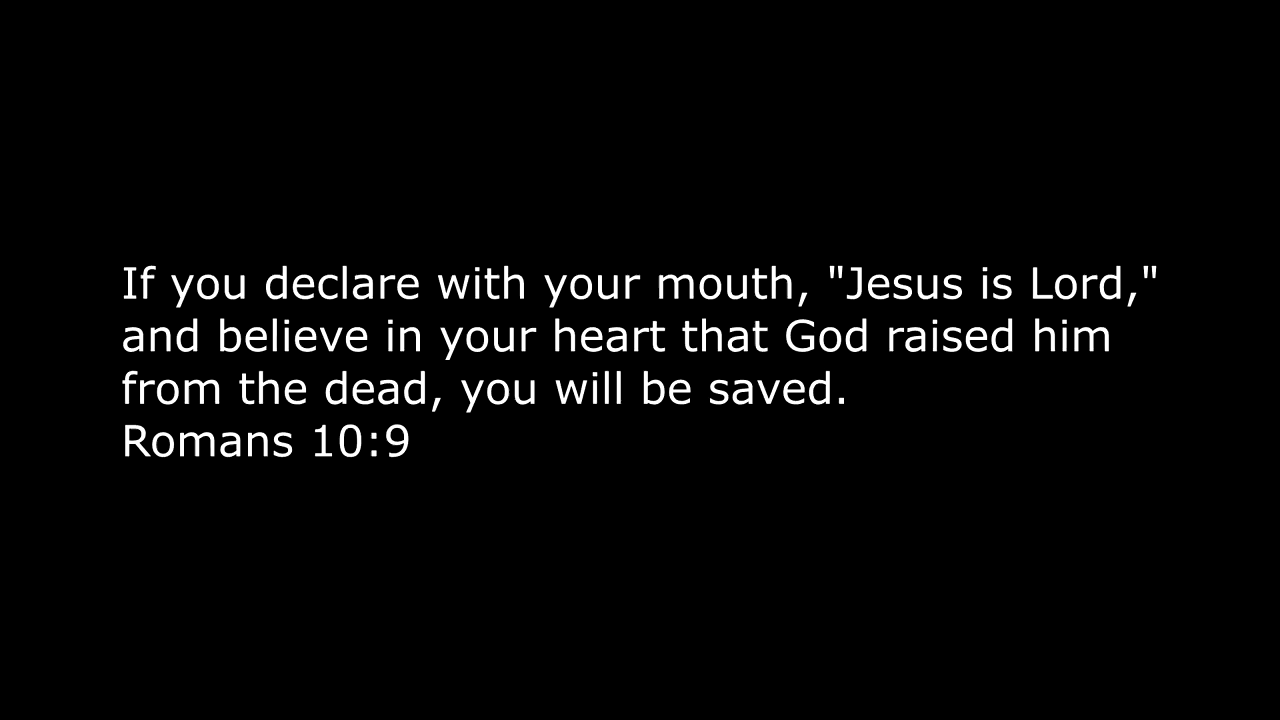 If you declare with your mouth, "Jesus is Lord,"
and believe in your heart that God raised him
from the dead, you will be saved.
Romans 10:9